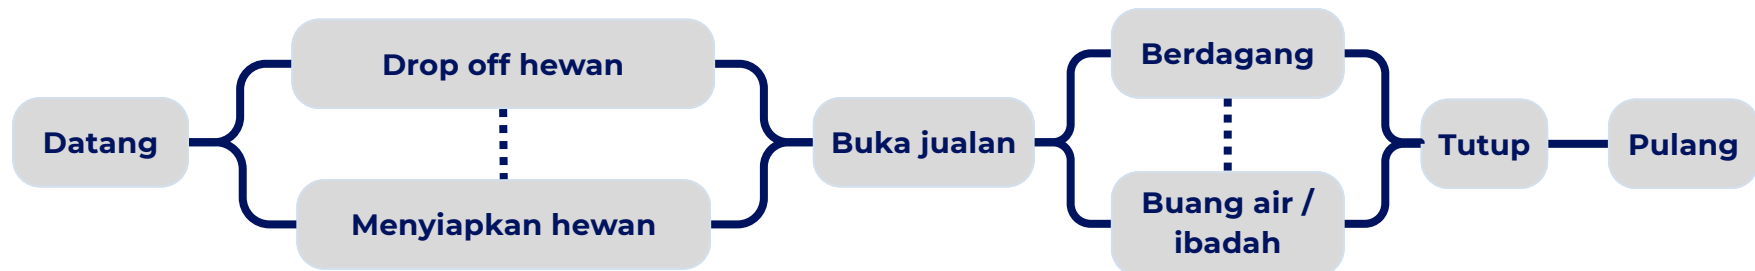 Datang
Drop off hewan
Menyiapkan hewan
Buka jualan
Berdagang
Buang air /
ibadah
Tutup
Pulang